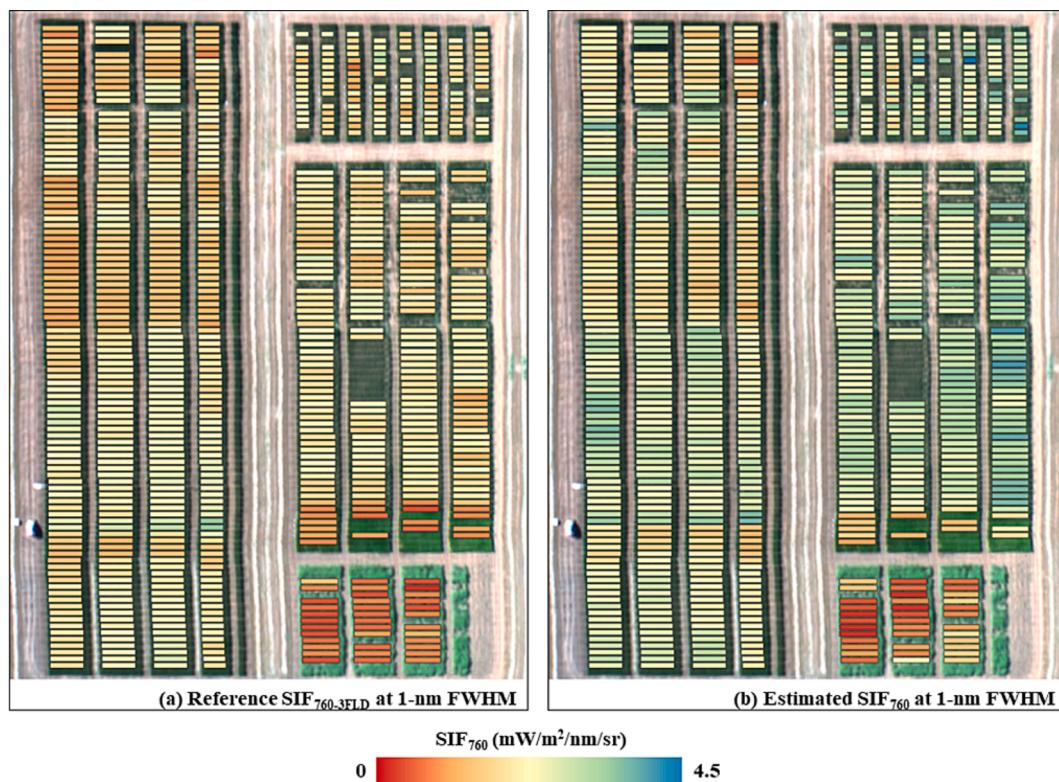 (a) Reference SIF760-3FLD at 1-nm FWHM
(b) Estimated SIF760 at 1-nm FWHM
SIF760 (mW/m²/nm/sr)
0 4.5